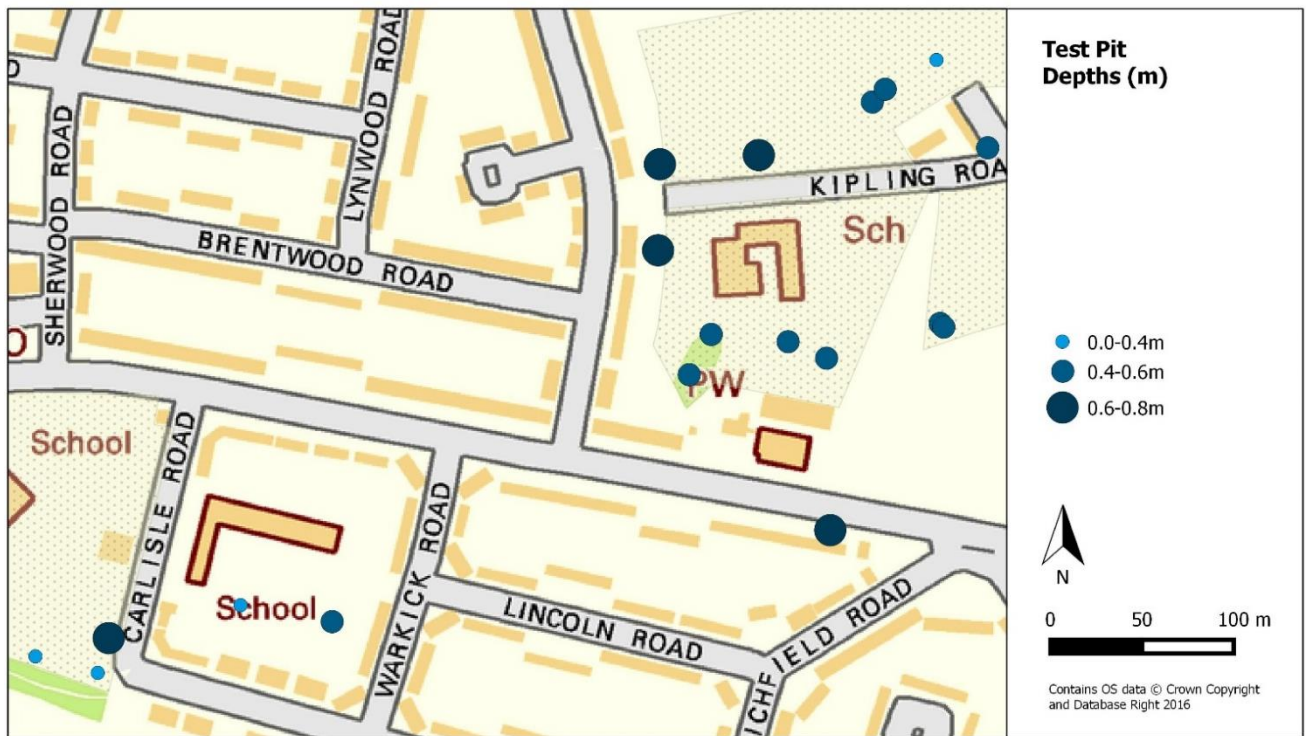 D
SHERWOOD ROAD
LYNWOOD ROAD
BRENTWOOD ROAD
KIPLING ROA
Sch
O
PW
School
CARLISLE ROAD
School
WARKICK ROAD
LINCOLN ROAD
ICHFIELD ROAD
Test Pit
Depths (m)
0.0-0.4m
0.4-0.6m
0.6-0.8m
N
0 50 100 m
Contains OS data © Crown Copyright
and Database Right 2016